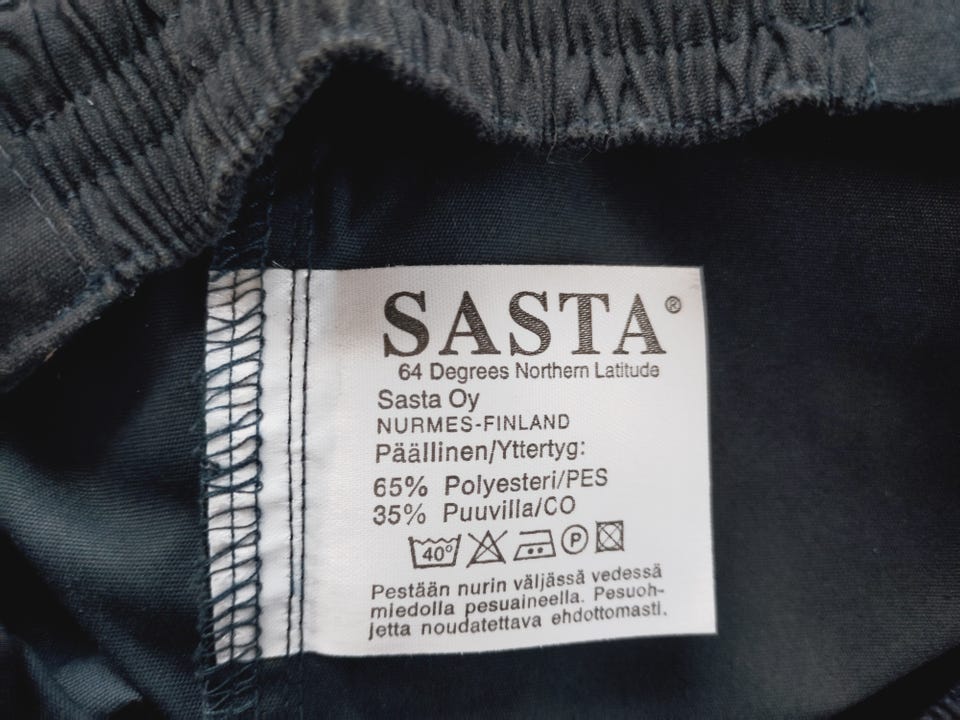 SASTA®
64 Degrees Northern Latitude
Sasta Oy
NURMES-FINLAND
Päällinen/Yttertyg:
65% Polyesteri/PES
35% Puuvilla/CO
40° P
Pestään nurin väljässä vedessä
miedolla pesuaineella. Pesuoh-
jetta noudatettava ehdottomasti.